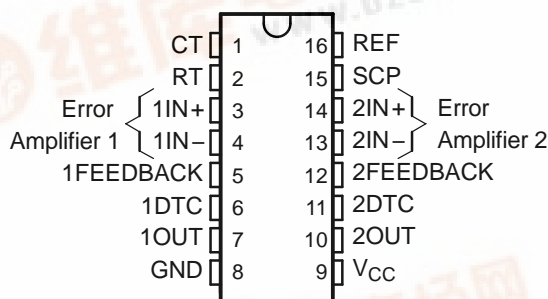 CT 1 16 REF
RT 2 15 SCP
Error 1IN+ 3 14 2IN+ Error
Amplifier 1 1IN− 4 13 2IN− Amplifier 2
1FEEDBACK 5 12 2FEEDBACK
1DTC 6 11 2DTC
1OUT 7 10 2OUT
GND 8 9 VCC